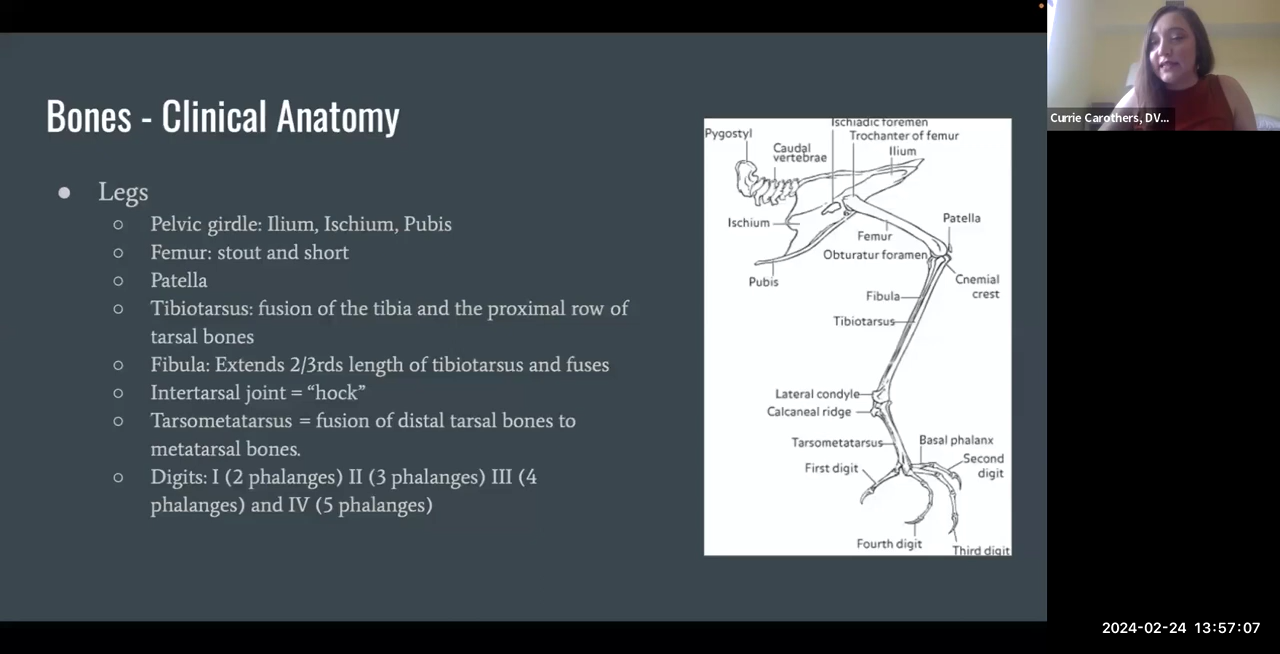 Bones - Clinical Anatomy
Legs
Pelvic girdle: Ilium, Ischium, Pubis
Femur: stout and short
Patella
Tibiotarsus: fusion of the tibia and the proximal row of
tarsal bones
Fibula: Extends 2/3rds length of tibiotarsus and fuses
Intertarsal joint = “hock”
Tarsometatarsus = fusion of distal tarsal bones to
metatarsal bones.
Digits: I (2 phalanges) II (3 phalanges) III (4
phalanges) and IV (5 phalanges)
Ischiadic foremen
Pygostyl
Trochanter of femur
Caudal
vertebrae
Ilium
Ischium
Patella
Femur
Obturatur foramen
Pubis
Cnemial
crest
Fibula
Tibiotarsus
Lateral condyle
Calcaneal ridge
Tarsometatarsus
Basal phalanx
First digit
Second
digit
Fourth digit
Third digit
Currie Carothers, DV...
2024-02-24 13:57:07